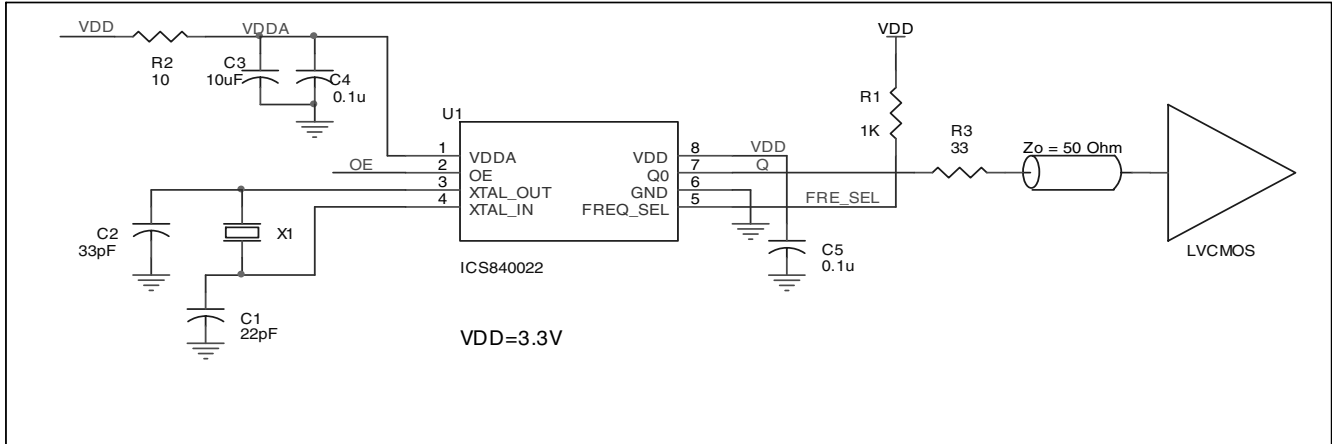 VDD
VDDA
R2
10
C3
10uF
C4
0.1u
VDD
R1
1K
U1
1
2
3
4
VDDA
OE
XTAL_OUT
XTAL_IN
VDD
Q0
GND
FREQ_SEL
8
7
6
5
OE
VDD
Q
FRE_SEL
R3
33
Zo = 50 Ohm
LVCMOS
C2
33pF
X1
C1
22pF
C5
0.1u
ICS840022
VDD=3.3V